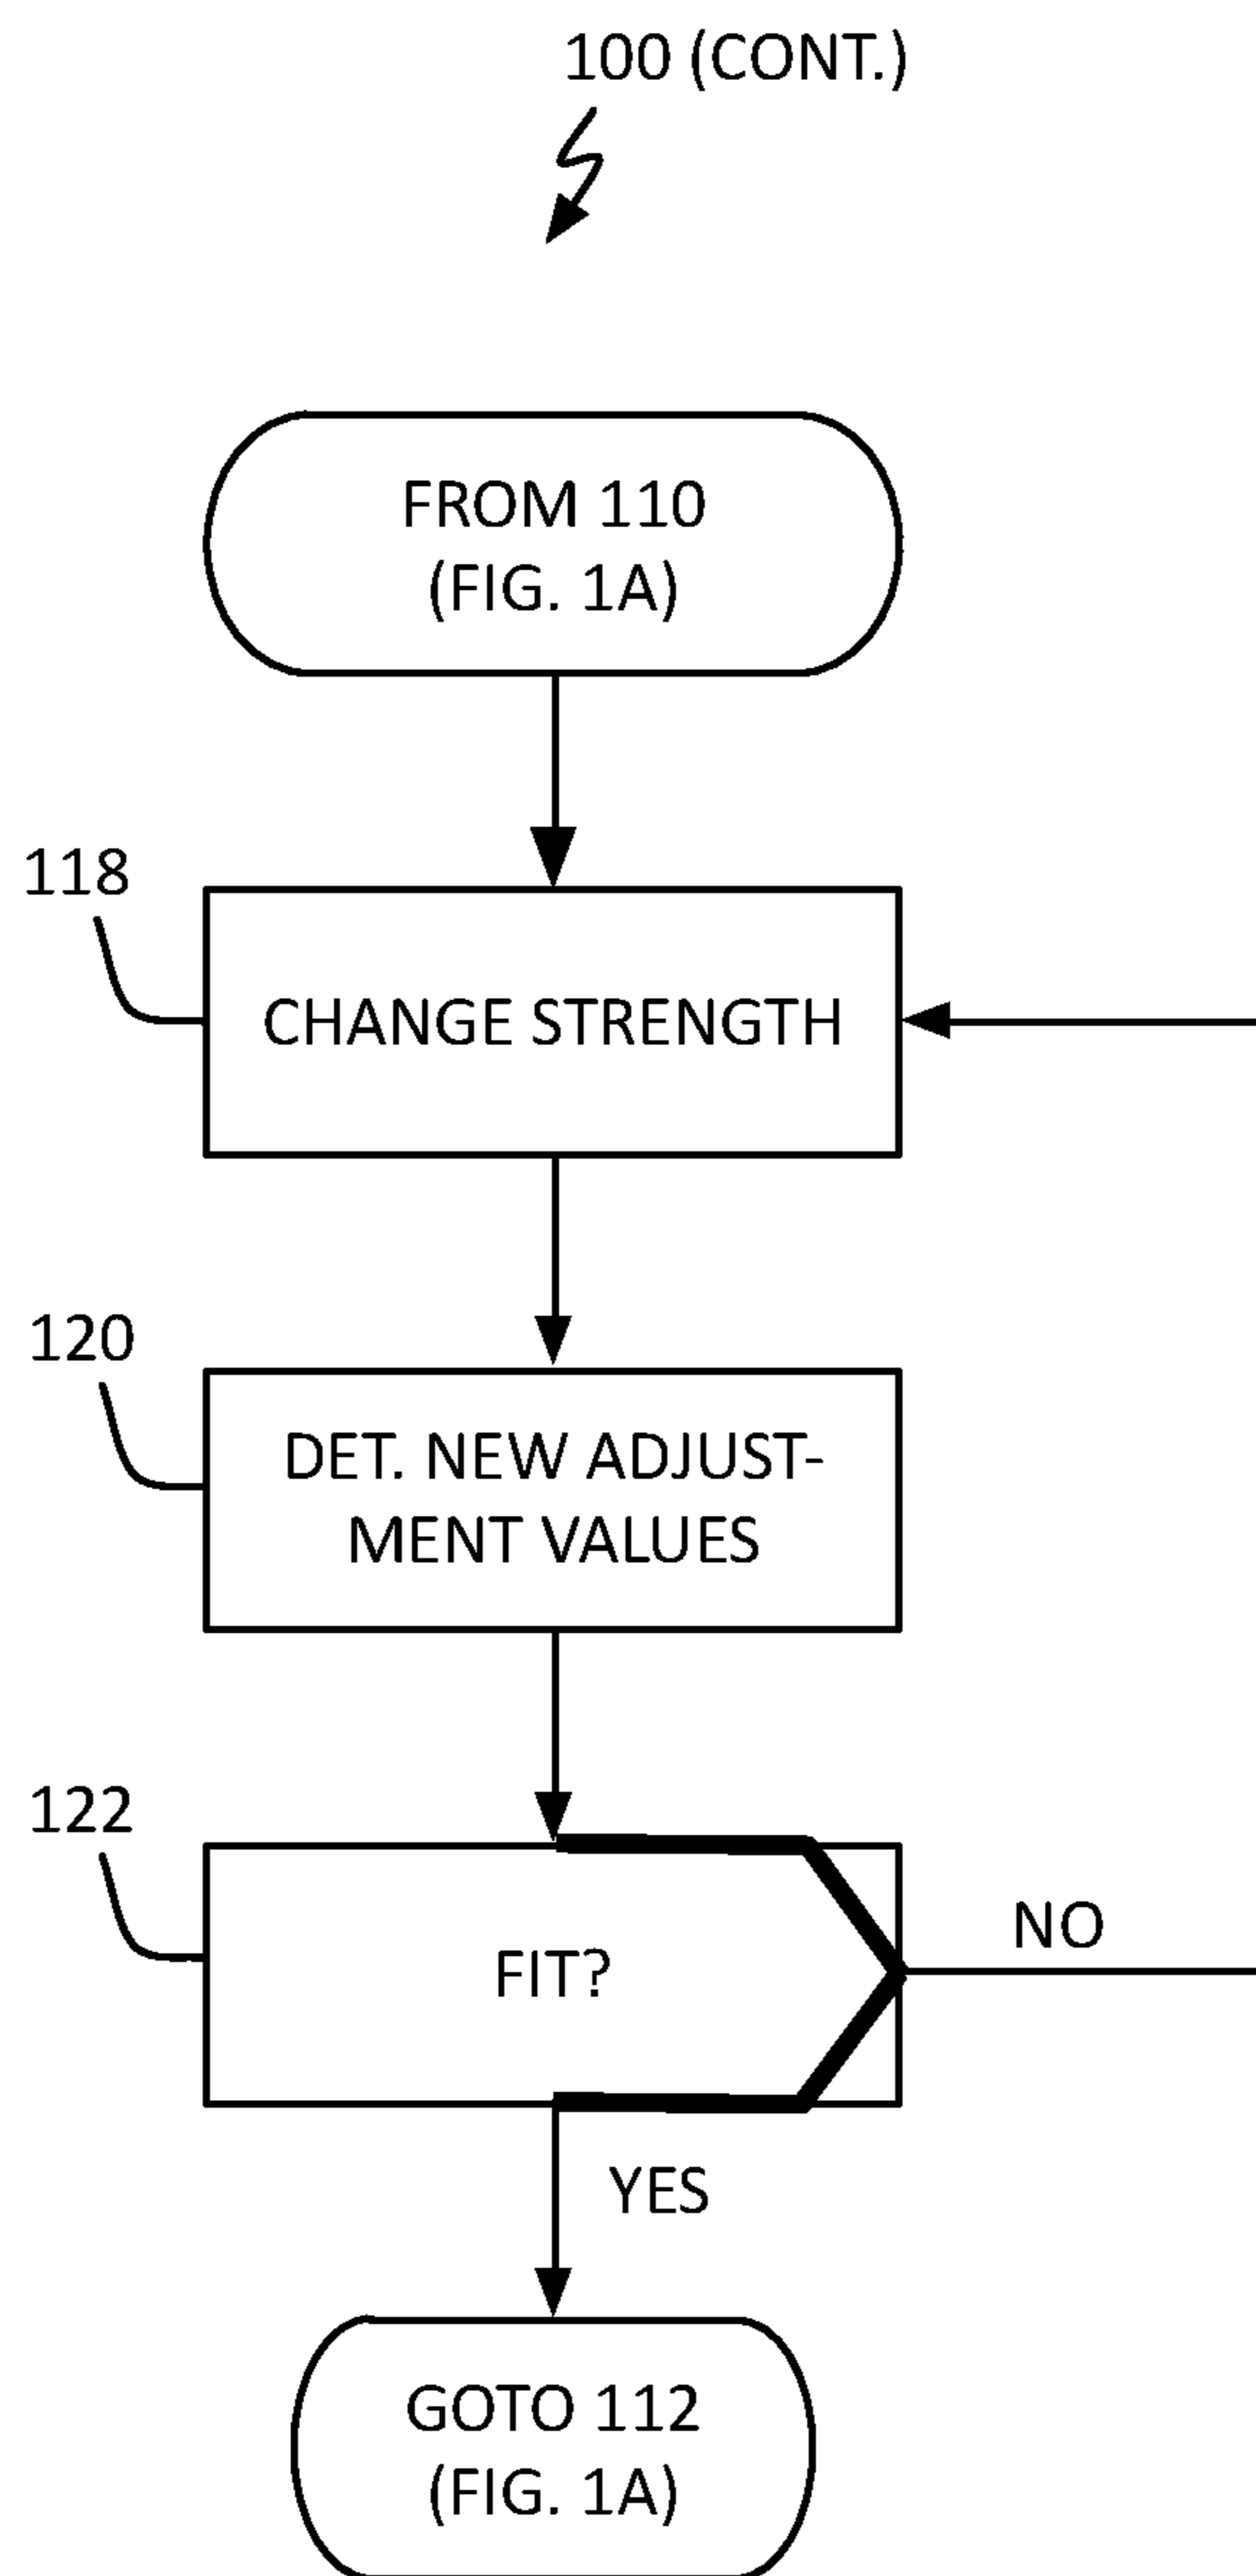 100 (CONT.)
FROM 110
(FIG. 1A)
118
CHANGE STRENGTH
120
DET. NEW ADJUST-
MENT VALUES
122
FIT?
NO
YES
GOTO 112
(FIG. 1A)